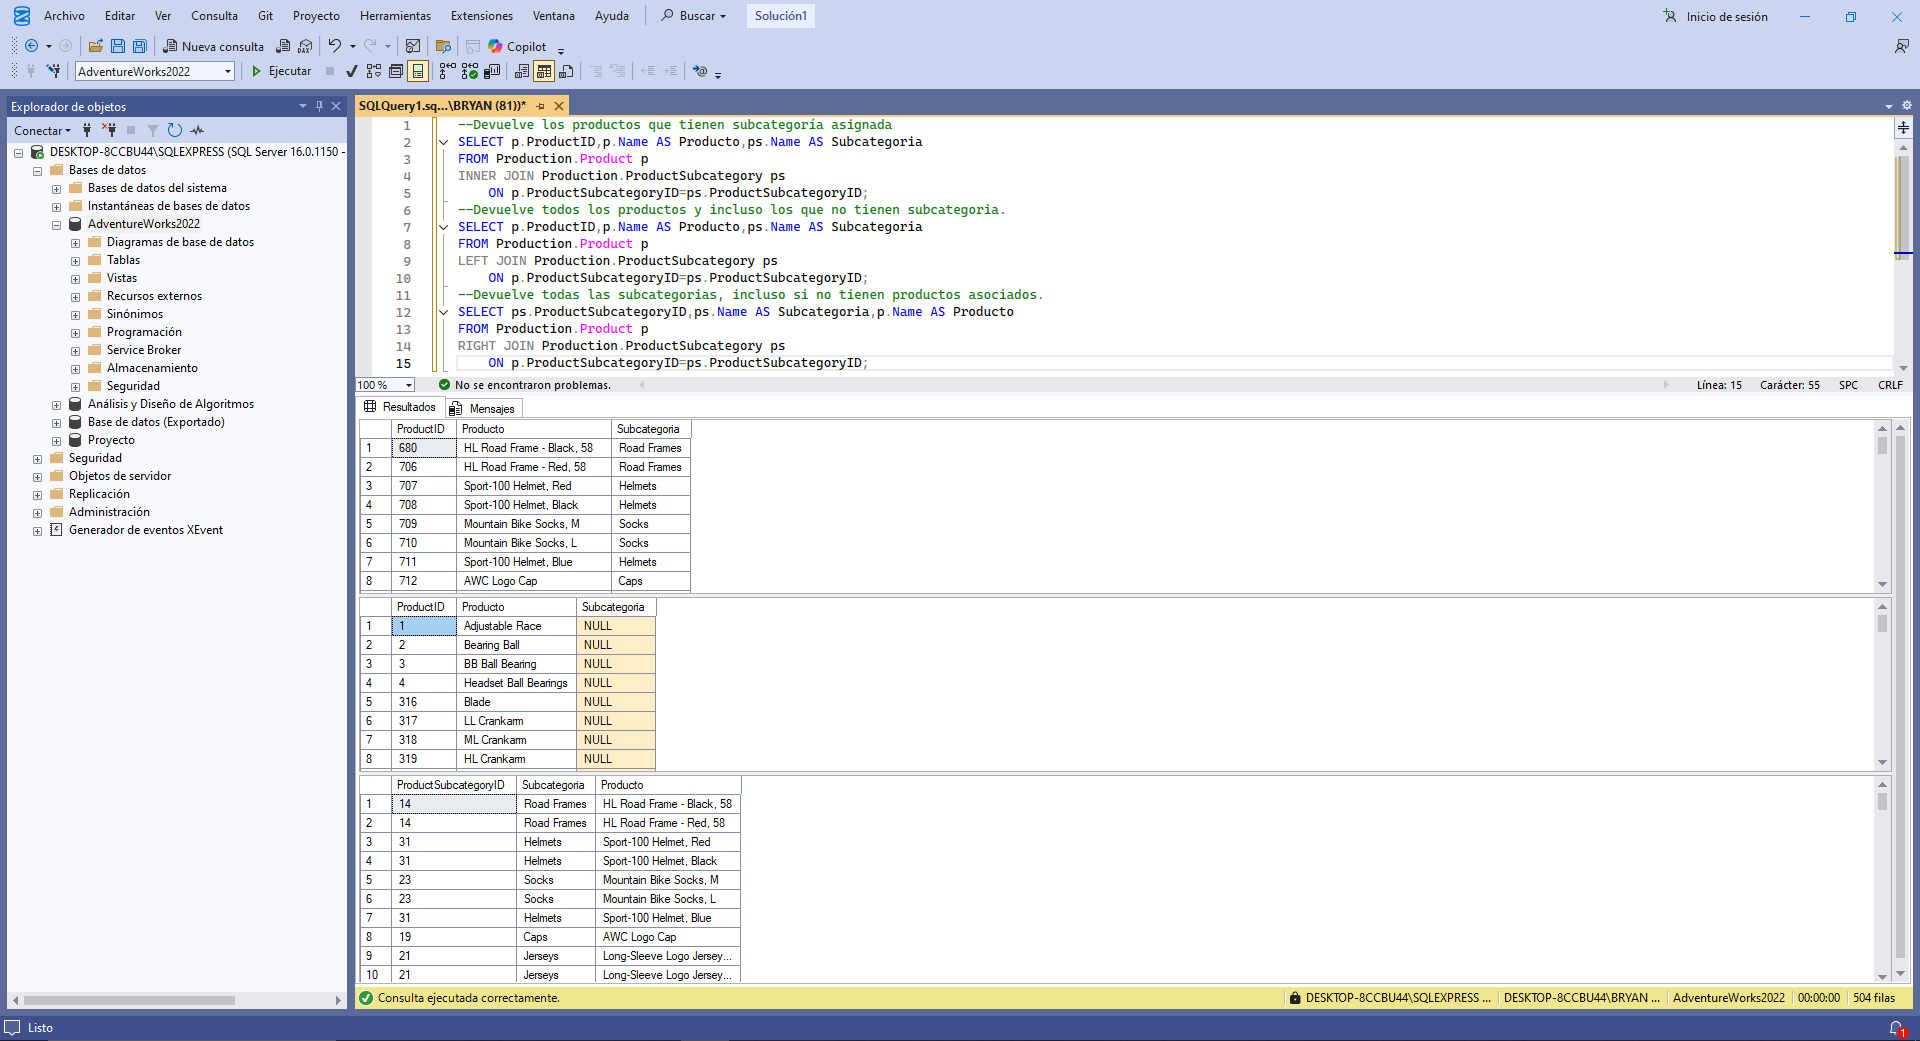 Archivo Editar Ver Consulta Git Proyecto Herramientas Extensiones Ventana Ayuda Buscar Solución1 Inicio de sesión
Nueva consulta DAX Copilot
AdventureWorks2022 Ejecutar
Explorador de objetos
Conectar
DESKTOP-8CCBU44\SQLEXPRESS (SQL Server 16.0.1150 -
Bases de datos
Bases de datos del sistema
Instantáneas de bases de datos
AdventureWorks2022
Diagramas de base de datos
Tablas
Vistas
Recursos externos
Sinónimos
Programación
Service Broker
Almacenamiento
Seguridad
Análisis y Diseño de Algoritmos
Base de datos (Exportado)
Proyecto
Seguridad
Objetos de servidor
Replicación
Administración
Generador de eventos XEvent
SQLQuery1.sq...\BRYAN (81))*
1 --Devuelve los productos que tienen subcategoría asignada
2 SELECT p.ProductID,p.Name AS Producto,ps.Name AS Subcategoria
3 FROM Production.Product p
4 INNER JOIN Production.ProductSubcategory ps
5 ON p.ProductSubcategoryID=ps.ProductSubcategoryID;
6 --Devuelve todos los productos y incluso los que no tienen subcategoria.
7 SELECT p.ProductID,p.Name AS Producto,ps.Name AS Subcategoria
8 FROM Production.Product p
9 LEFT JOIN Production.ProductSubcategory ps
10 ON p.ProductSubcategoryID=ps.ProductSubcategoryID;
11 --Devuelve todas las subcategorias, incluso si no tienen productos asociados.
12 SELECT ps.ProductSubcategoryID,ps.Name AS Subcategoria,p.Name AS Producto
13 FROM Production.Product p
14 RIGHT JOIN Production.ProductSubcategory ps
15 ON p.ProductSubcategoryID=ps.ProductSubcategoryID;
100 % No se encontraron problemas. Línea: 15 Carácter: 55 SPC CRLF
Resultados Mensajes
ProductID Producto Subcategoria
1 680 HL Road Frame - Black, 58 Road Frames
2 706 HL Road Frame - Red, 58 Road Frames
3 707 Sport-100 Helmet, Red Helmets
4 708 Sport-100 Helmet, Black Helmets
5 709 Mountain Bike Socks, M Socks
6 710 Mountain Bike Socks, L Socks
7 711 Sport-100 Helmet, Blue Helmets
8 712 AWC Logo Cap Caps
ProductID Producto Subcategoria
1 1 Adjustable Race NULL
2 2 Bearing Ball NULL
3 3 BB Ball Bearing NULL
4 4 Headset Ball Bearings NULL
5 316 Blade NULL
6 317 LL Crankarm NULL
7 318 ML Crankarm NULL
8 319 HL Crankarm NULL
ProductSubcategoryID Subcategoria Producto
1 14 Road Frames HL Road Frame - Black, 58
2 14 Road Frames HL Road Frame - Red, 58
3 31 Helmets Sport-100 Helmet, Red
4 31 Helmets Sport-100 Helmet, Black
5 23 Socks Mountain Bike Socks, M
6 23 Socks Mountain Bike Socks, L
7 31 Helmets Sport-100 Helmet, Blue
8 19 Caps AWC Logo Cap
9 21 Jerseys Long-Sleeve Logo Jersey...
10 21 Jerseys Long-Sleeve Logo Jersey...
Consulta ejecutada correctamente. DESKTOP-8CCBU44\SQLEXPRESS ... DESKTOP-8CCBU44\BRYAN ... AdventureWorks2022 00:00:00 504 filas
Listo 1